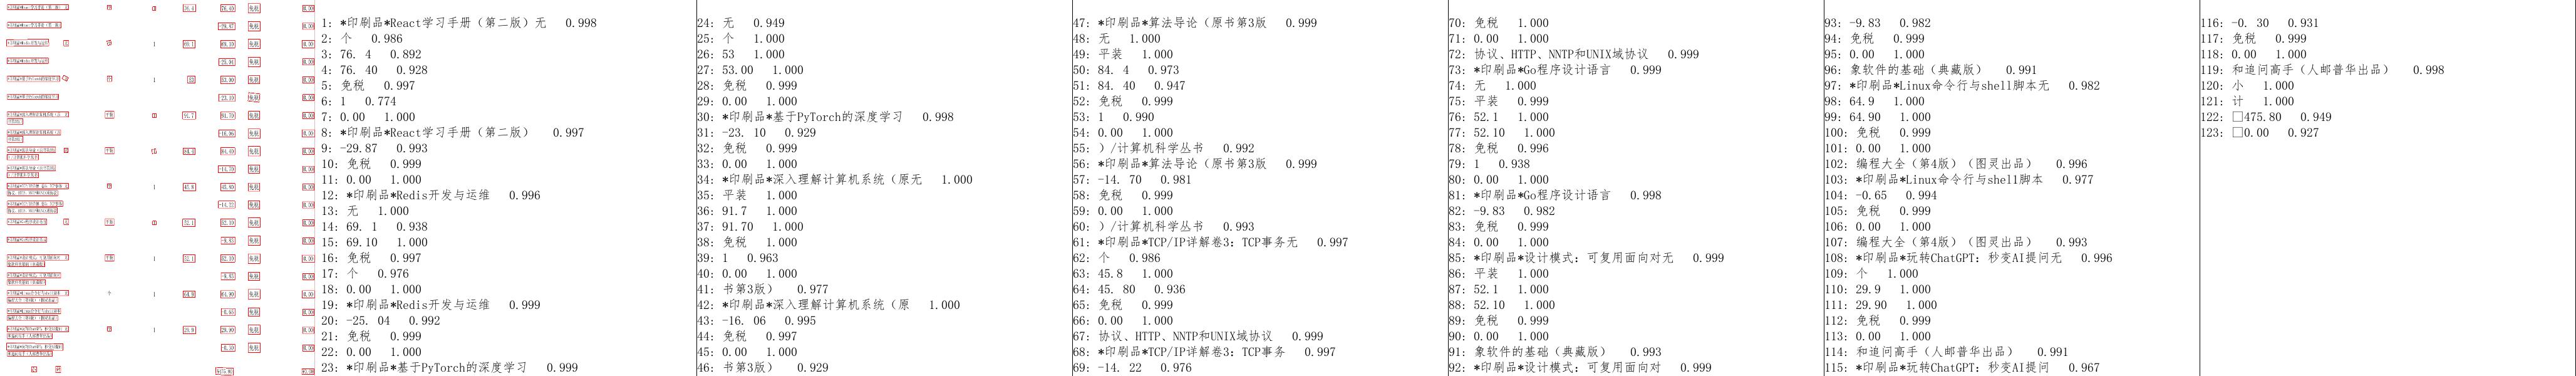 1: *印刷品*React学习手册（第二版）无 0.998
2: 个 0.986
3: 76. 4 0.892
4: 76. 40 0.928
5: 免税 0.997
6: 1 0.774
7: 0.00 1.000
8: *印刷品*React学习手册（第二版） 0.997
9: -29.87 0.993
10: 免税 0.999
11: 0.00 1.000
12: *印刷品*Redis开发与运维 0.996
13: 无 1.000
14: 69. 1 0.938
15: 69.10 1.000
16: 免税 0.997
17: 个 0.976
18: 0.00 1.000
19: *印刷品*Redis开发与运维 0.999
20: -25. 04 0.992
21: 免税 0.999
22: 0.00 1.000
23: *印刷品*基于PyTorch的深度学习 0.999
24: 无 0.949
25: 个 1.000
26: 53 1.000
27: 53.00 1.000
28: 免税 0.999
29: 0.00 1.000
30: *印刷品*基于PyTorch的深度学习 0.998
31: -23. 10 0.929
32: 免税 0.999
33: 0.00 1.000
34: *印刷品*深入理解计算机系统（原无 1.000
35: 平装 1.000
36: 91.7 1.000
37: 91.70 1.000
38: 免税 1.000
39: 1 0.963
40: 0.00 1.000
41: 书第3版） 0.977
42: *印刷品*深入理解计算机系统（原 1.000
43: -16. 06 0.995
44: 免税 0.997
45: 0.00 1.000
46: 书第3版） 0.929
47: *印刷品*算法导论（原书第3版 0.999
48: 无 1.000
49: 平装 1.000
50: 84. 4 0.973
51: 84. 40 0.947
52: 免税 0.999
53: 1 0.990
54: 0.00 1.000
55: ）/计算机科学丛书 0.992
56: *印刷品*算法导论（原书第3版 0.999
57: -14. 70 0.981
58: 免税 0.999
59: 0.00 1.000
60: ）/计算机科学丛书 0.993
61: *印刷品*TCP/IP详解卷3：TCP事务无 0.997
62: 个 0.986
63: 45.8 1.000
64: 45. 80 0.936
65: 免税 0.999
66: 0.00 1.000
67: 协议、HTTP、NNTP和UNIX域协议 0.999
68: *印刷品*TCP/IP详解卷3：TCP事务 0.997
69: -14. 22 0.976
70: 免税 1.000
71: 0.00 1.000
72: 协议、HTTP、NNTP和UNIX域协议 0.999
73: *印刷品*Go程序设计语言 0.999
74: 无 1.000
75: 平装 0.999
76: 52.1 1.000
77: 52.10 1.000
78: 免税 0.996
79: 1 0.938
80: 0.00 1.000
81: *印刷品*Go程序设计语言 0.998
82: -9.83 0.982
83: 免税 0.999
84: 0.00 1.000
85: *印刷品*设计模式：可复用面向对无 0.999
86: 平装 1.000
87: 52.1 1.000
88: 52.10 1.000
89: 免税 0.999
90: 0.00 1.000
91: 象软件的基础（典藏版） 0.993
92: *印刷品*设计模式：可复用面向对 0.999
93: -9.83 0.982
94: 免税 0.999
95: 0.00 1.000
96: 象软件的基础（典藏版） 0.991
97: *印刷品*Linux命令行与shell脚本无 0.982
98: 64.9 1.000
99: 64.90 1.000
100: 免税 0.999
101: 0.00 1.000
102: 编程大全（第4版）（图灵出品） 0.996
103: *印刷品*Linux命令行与shell脚本 0.977
104: -0.65 0.994
105: 免税 0.999
106: 0.00 1.000
107: 编程大全（第4版）（图灵出品） 0.993
108: *印刷品*玩转ChatGPT：秒变AI提问无 0.996
109: 个 1.000
110: 29.9 1.000
111: 29.90 1.000
112: 免税 0.999
113: 0.00 1.000
114: 和追问高手（人邮普华出品） 0.991
115: *印刷品*玩转ChatGPT：秒变AI提问 0.967
116: -0. 30 0.931
117: 免税 0.999
118: 0.00 1.000
119: 和追问高手（人邮普华出品） 0.998
120: 小 1.000
121: 计 1.000
122: □475.80 0.949
123: □0.00 0.927